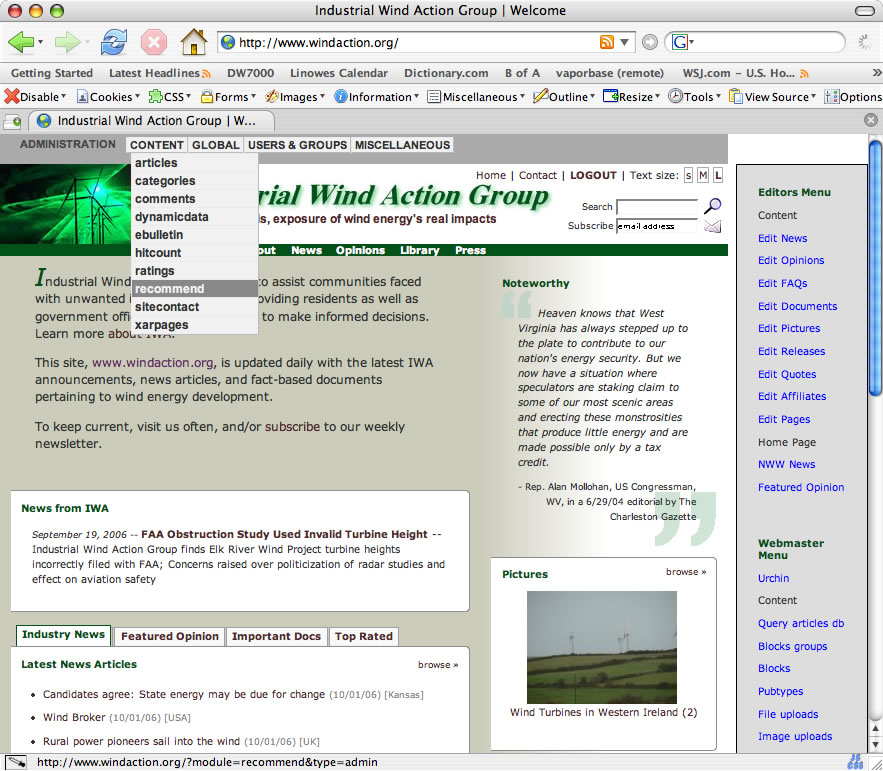 Industrial Wind Action Group | Welcome
http://www.windaction.org/
G
Getting Started Latest Headlines DW7000 Linowes Calendar Dictionary.com B of A vaporbase (remote) WSJ.com – U.S. Ho... »
Disable Cookies CSS Forms Images Information Miscellaneous Outline Resize Tools View Source Options
Industrial Wind Action Group | W...
ADMINISTRATION CONTENT GLOBAL USERS & GROUPS MISCELLANEOUS
articles
categories
comments
dynamicdata
ebulletin
hitcount
ratings
recommend
sitecontact
xarpages
Home | Contact | LOGOUT | Text size: s M L
rial Wind Action Group
is, exposure of wind energy's real impacts
Search
Subscribe email address
out News Opinions Library Press
Industrial Wind to assist communities faced
with unwanted i oviding residents as well as
government offi to make informed decisions.
Learn more about IWA.
This site, www.windaction.org, is updated daily with the latest IWA
announcements, news articles, and fact-based documents
pertaining to wind energy development.
To keep current, visit us often, and/or subscribe to our weekly
newsletter.
News from IWA
September 19, 2006 -- FAA Obstruction Study Used Invalid Turbine Height --
Industrial Wind Action Group finds Elk River Wind Project turbine heights
incorrectly filed with FAA; Concerns raised over politicization of radar studies and
effect on aviation safety
Industry News Featured Opinion Important Docs Top Rated
Latest News Articles browse »
Candidates agree: State energy may be due for change (10/01/06) [Kansas]
Wind Broker (10/01/06) [USA]
Rural power pioneers sail into the wind (10/01/06) [UK]
Noteworthy
“
Heaven knows that West
Virginia has always stepped up to
the plate to contribute to our
nation's energy security. But we
now have a situation where
speculators are staking claim to
some of our most scenic areas
and erecting these monstrosities
that produce little energy and are
made possible only by a tax
credit.
- Rep. Alan Mollohan, US Congressman,
WV, in a 6/29/04 editorial by The
Charleston Gazette
”
Pictures browse »
Wind Turbines in Western Ireland (2)
Editors Menu
Content
Edit News
Edit Opinions
Edit FAQs
Edit Documents
Edit Pictures
Edit Releases
Edit Quotes
Edit Affiliates
Edit Pages
Home Page
NWW News
Featured Opinion
Webmaster
Menu
Urchin
Content
Query articles db
Blocks groups
Blocks
Pubtypes
File uploads
Image uploads
http://www.windaction.org/?module=recommend&type=admin
JS
CSS